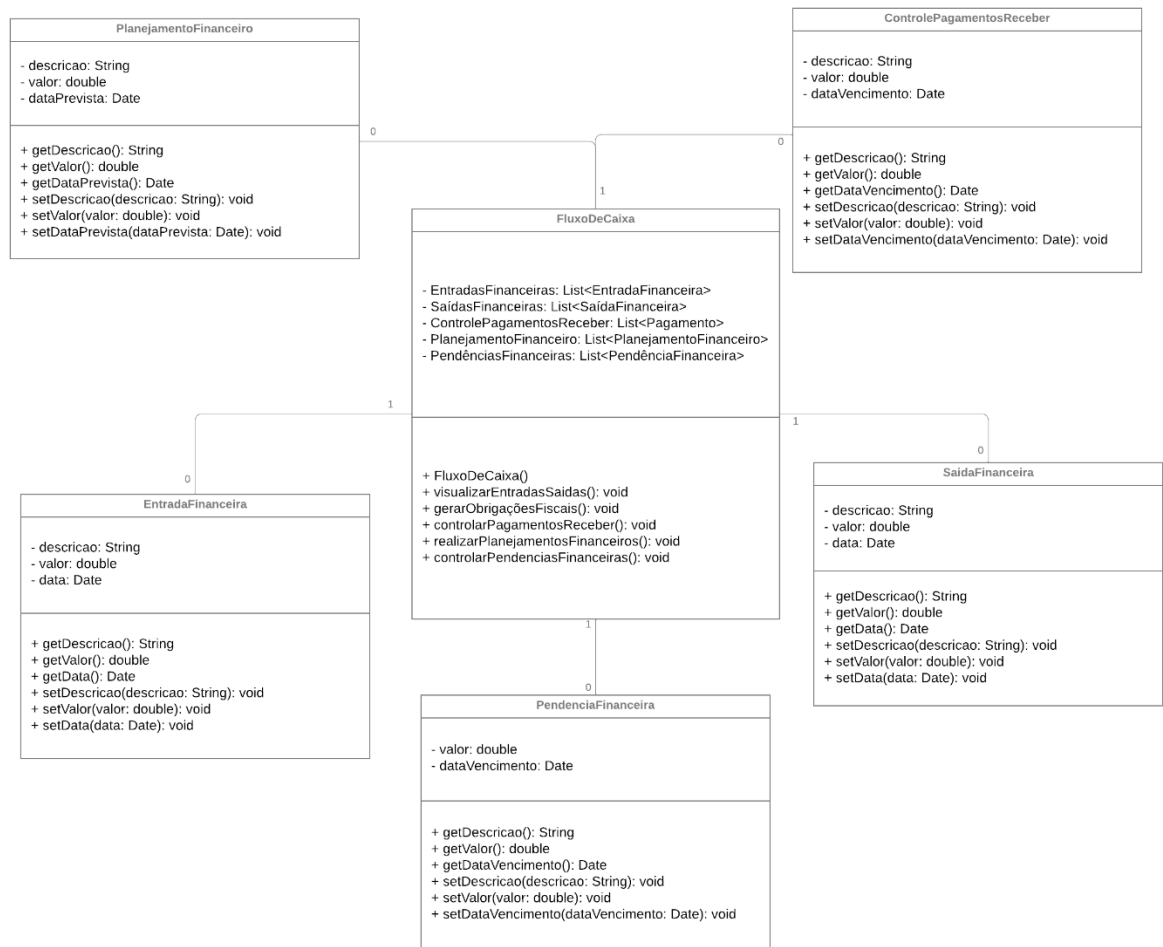 PlanejamentoFinanceiro
- descricao: String
- valor: double
- dataPrevista: Date
+ getDescricao(): String
+ getValor(): double
+ getDataPrevista(): Date
+ setDescricao(descricao: String): void
+ setValor(valor: double): void
+ setDataPrevista(dataPrevista: Date): void
0
ControlePagamentosReceber
- descricao: String
- valor: double
- dataVencimento: Date
+ getDescricao(): String
+ getValor(): double
+ getDataVencimento(): Date
+ setDescricao(descricao: String): void
+ setValor(valor: double): void
+ setDataVencimento(dataVencimento: Date): void
0
1
FluxoDeCaixa
- EntradasFinanceiras: List<EntradaFinanceira>
- SaídasFinanceiras: List<SaídaFinanceira>
- ControlePagamentosReceber: List<Pagamento>
- PlanejamentoFinanceiro: List<PlanejamentoFinanceiro>
- PendênciasFinanceiras: List<PendênciaFinanceira>
+ FluxoDeCaixa()
+ visualizarEntradasSaidas(): void
+ gerarObrigaçõesFiscais(): void
+ controlarPagamentosReceber(): void
+ realizarPlanejamentosFinanceiros(): void
+ controlarPendenciasFinanceiras(): void
1
0
EntradaFinanceira
- descricao: String
- valor: double
- data: Date
+ getDescricao(): String
+ getValor(): double
+ getData(): Date
+ setDescricao(descricao: String): void
+ setValor(valor: double): void
+ setData(data: Date): void
1
0
SaidaFinanceira
- descricao: String
- valor: double
- data: Date
+ getDescricao(): String
+ getValor(): double
+ getData(): Date
+ setDescricao(descricao: String): void
+ setValor(valor: double): void
+ setData(data: Date): void
1
0
PendenciaFinanceira
- valor: double
- dataVencimento: Date
+ getDescricao(): String
+ getValor(): double
+ getDataVencimento(): Date
+ setDescricao(descricao: String): void
+ setValor(valor: double): void
+ setDataVencimento(dataVencimento: Date): void